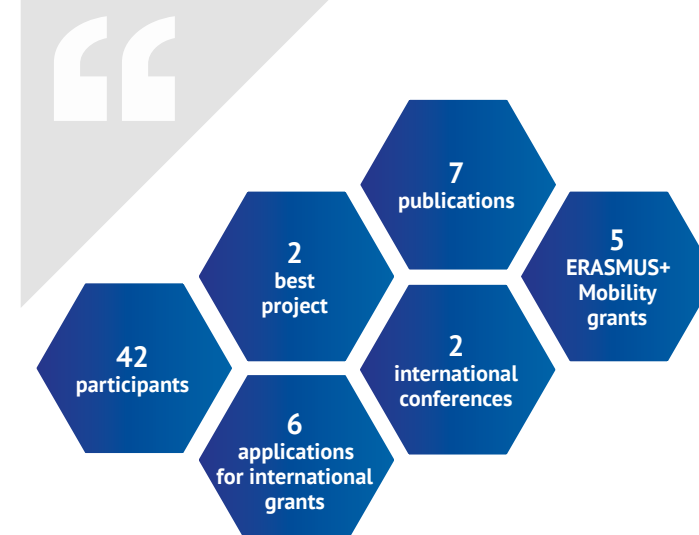 “
7
publications
5
ERASMUS+
Mobility
grants
2
best
project
2
international
conferences
42
participants
6
applications
for international
grants